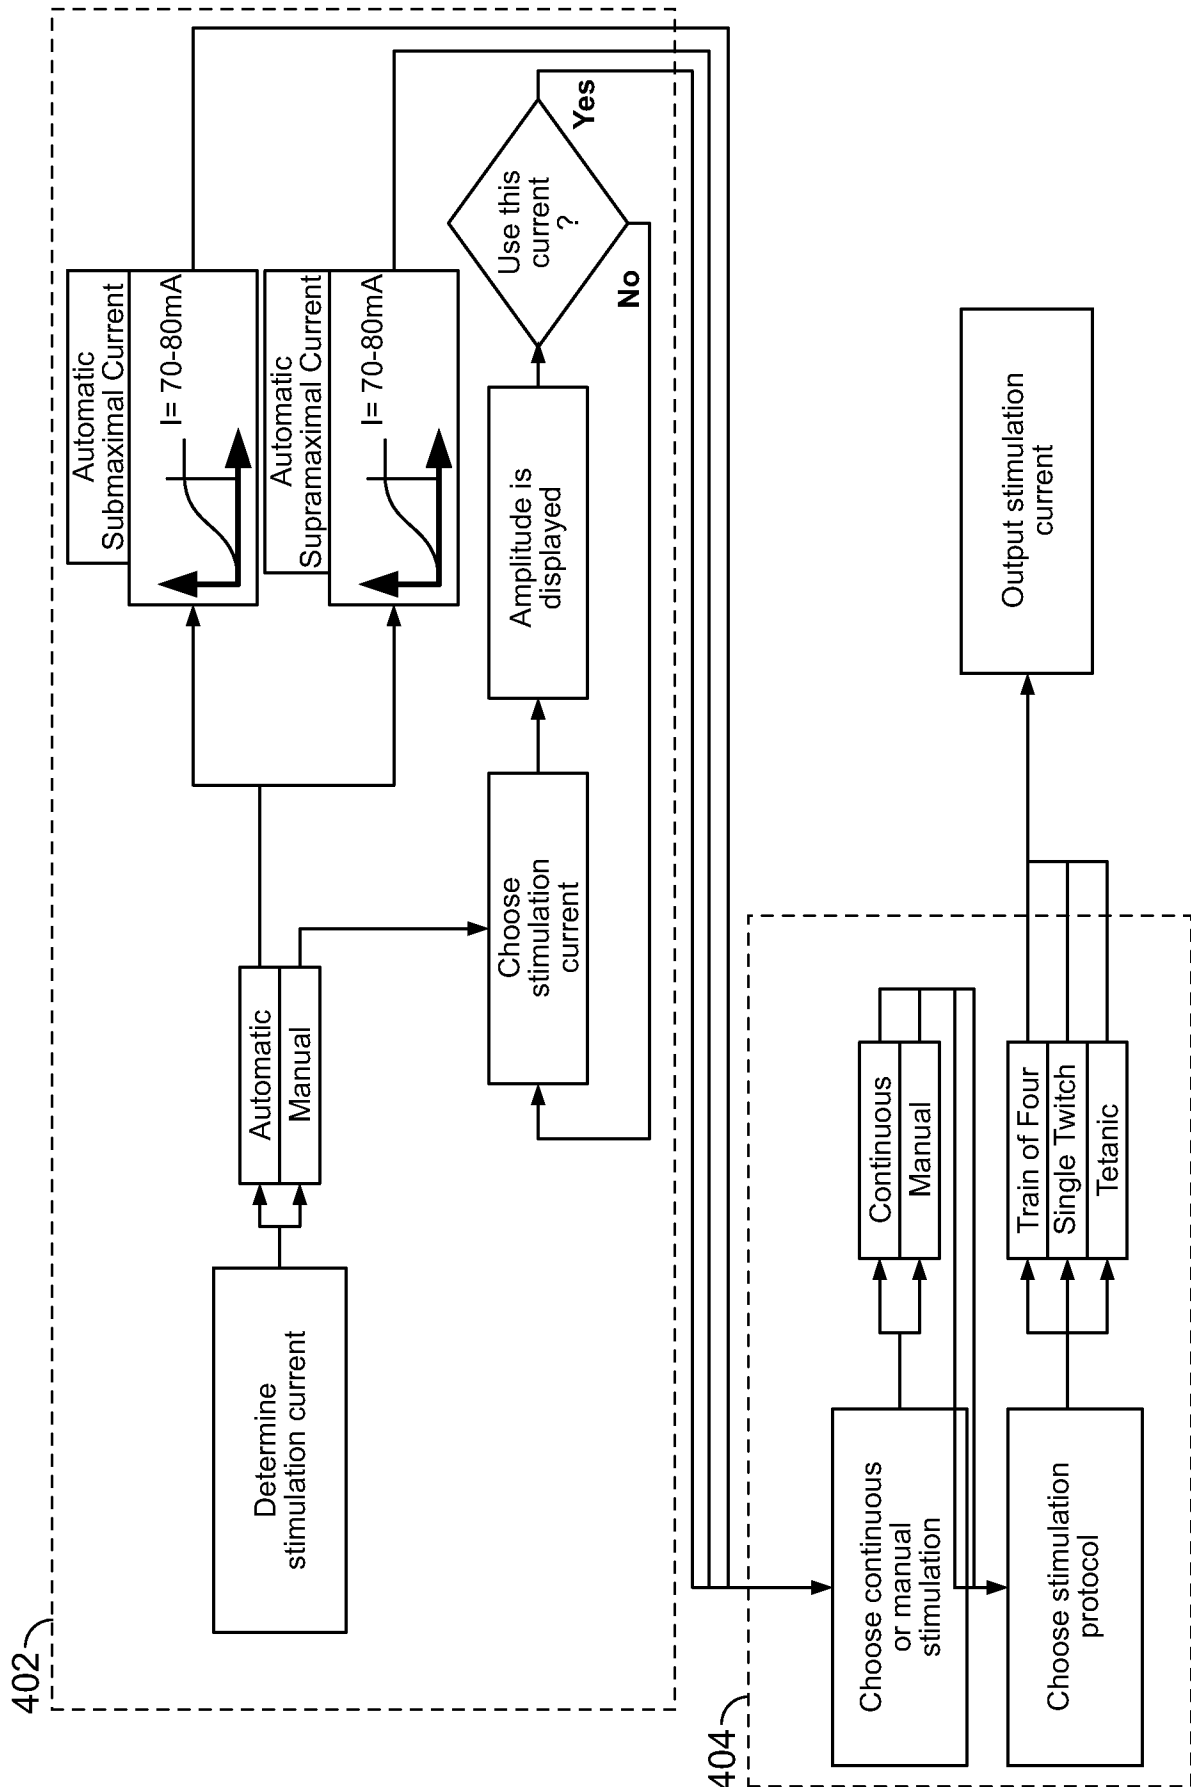 402
Determine
stimulation current
Automatic
Manual
Automatic
Submaximal Current
I= 70-80mA
Automatic
Supramaximal Current
I= 70-80mA
Choose
stimulation
current
Amplitude is
displayed
Use this
current
?
Yes
No
404
Choose continuous
or manual
stimulation
Continuous
Manual
Choose stimulation
protocol
Train of Four
Single Twitch
Tetanic
Output stimulation
current